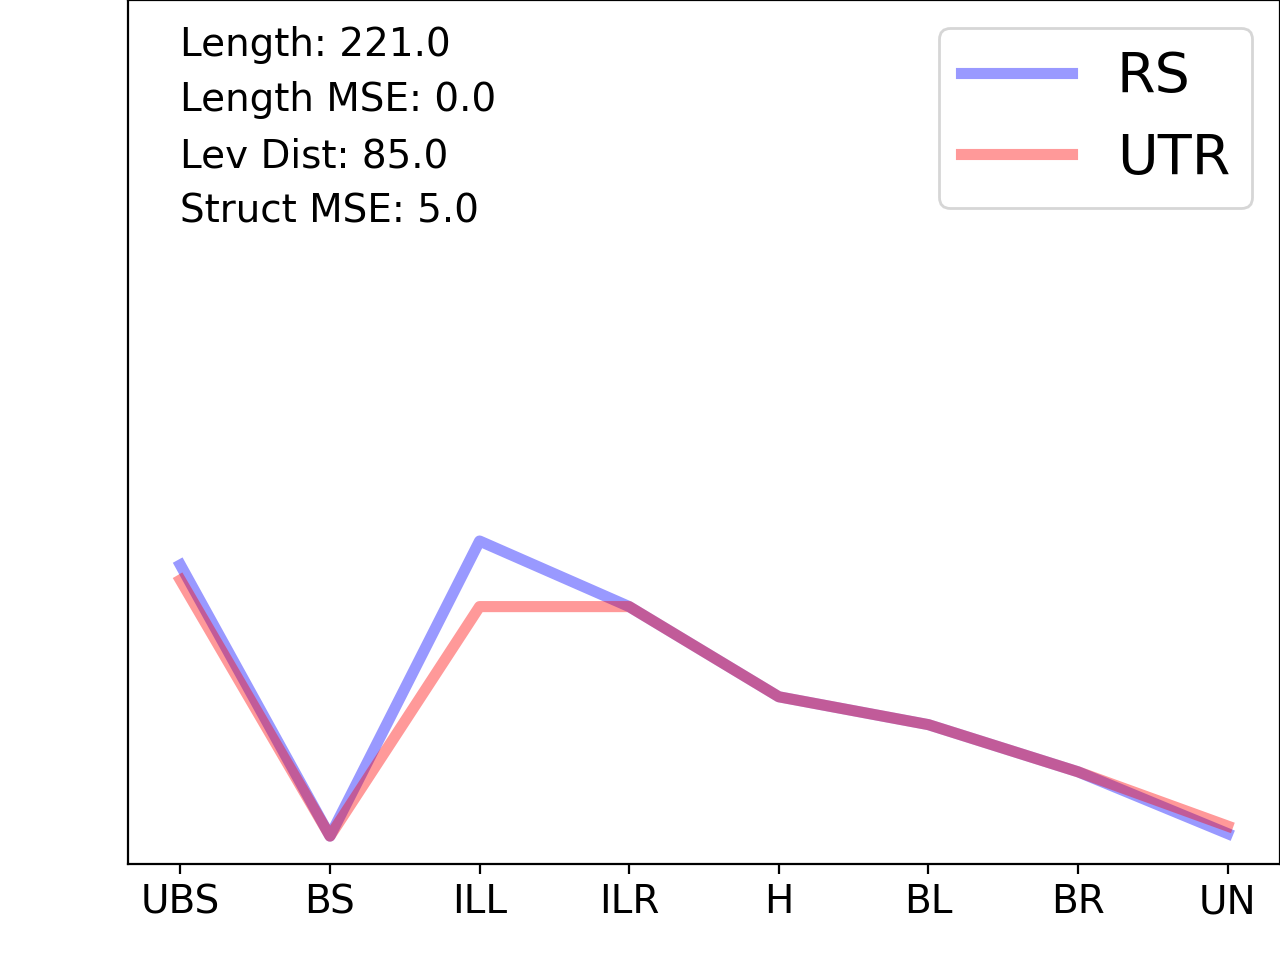 Length: 221.0
Length MSE: 0.0
Lev Dist: 85.0
Struct MSE: 5.0
RS
UTR
UBS BS ILL ILR H BL BR UN